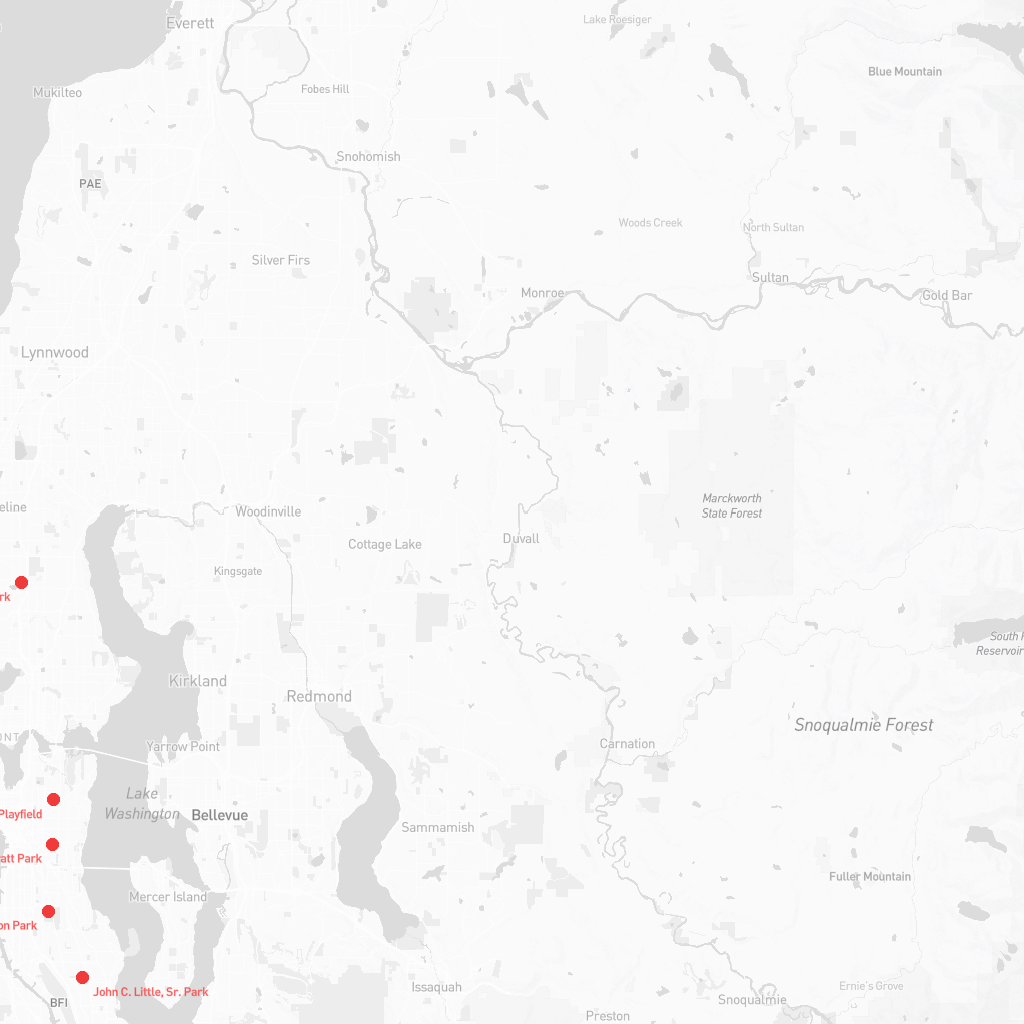 Everett
Lake Roesiger
Blue Mountain
Mukilteo
Fobes Hill
Snohomish
PAE
Woods Creek
North Sultan
Silver Firs
Sultan
Monroe
Gold Bar
Lynnwood
Marckworth
State Forest
eline
Woodinville
Duvall
Cottage Lake
Kingsgate
rk
South F
Reservoir
Kirkland
Redmond
Snoqualmie Forest
ONT
Yarrow Point
Carnation
Lake
Washington
Playfield
Bellevue
Sammamish
att Park
Fuller Mountain
Mercer Island
on Park
John C. Little, Sr. Park
Issaquah
Ernie's Grove
BFI
Snoqualmie
Preston